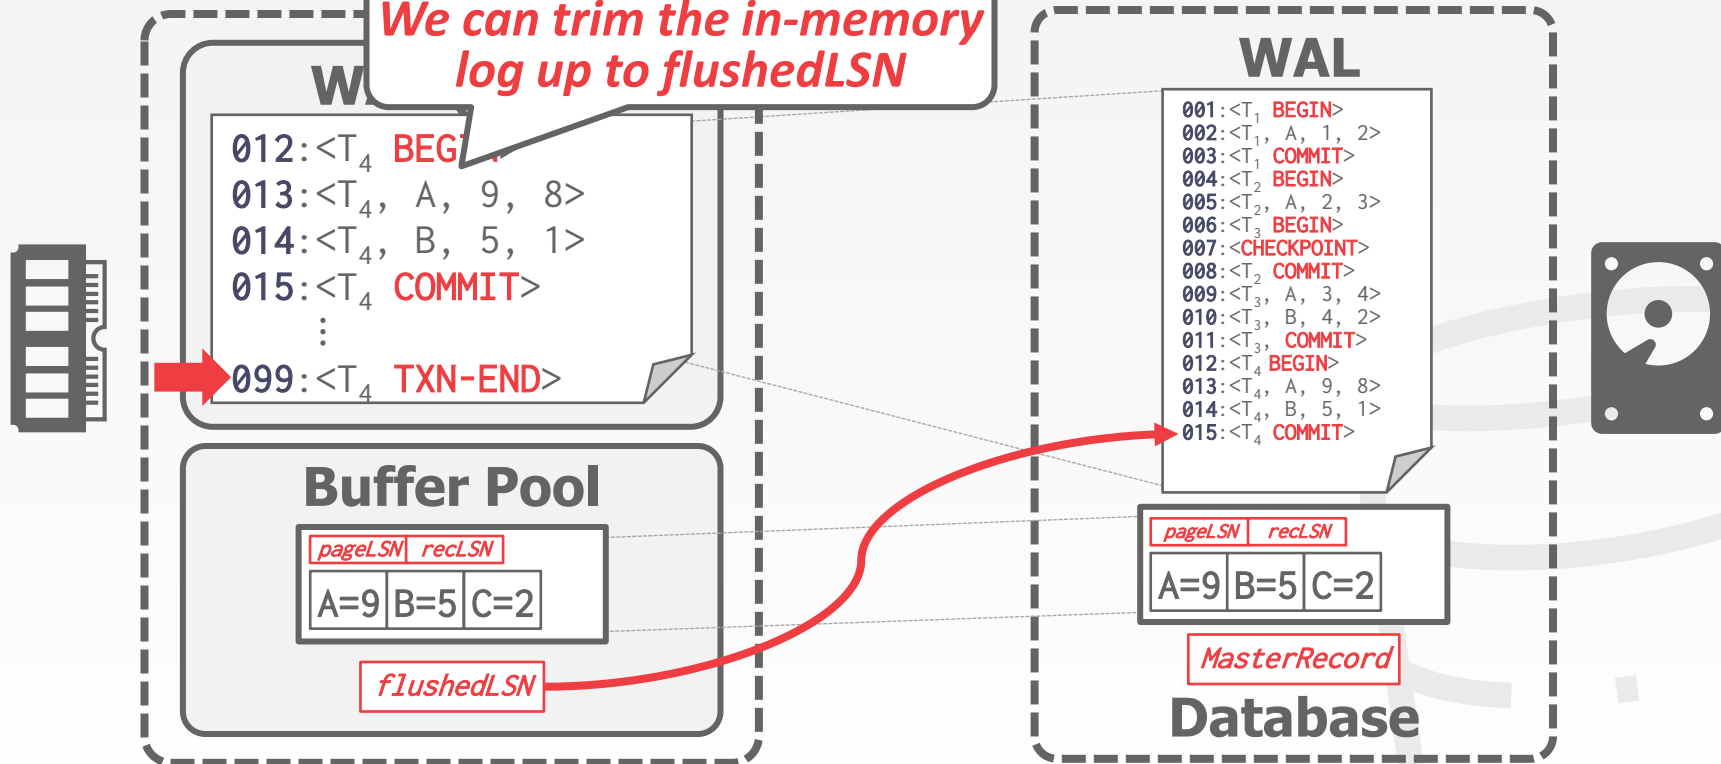 We can trim the in-memory
log up to flushedLSN
012:<T4
013:<T4, A, 9, 8>
014:<T4, B, 5, 1>
015:<T4 COMMIT>
⋮
099:<T4 TXN-END>
Buffer Pool
pageLSN recLSN
A=9 B=5 C=2
flushedLSN
WAL
001:<T1 BEGIN>
002:<T1, A, 1, 2>
003:<T1 COMMIT>
004:<T2 BEGIN>
005:<T2, A, 2, 3>
006:<T3 BEGIN>
007:<CHECKPOINT>
008:<T2 COMMIT>
009:<T3, A, 3, 4>
010:<T3, B, 4, 2>
011:<T3, COMMIT>
012:<T4 BEGIN>
013:<T4, A, 9, 8>
014:<T4, B, 5, 1>
015:<T4 COMMIT>
pageLSN recLSN
A=9 B=5 C=2
MasterRecord
Database